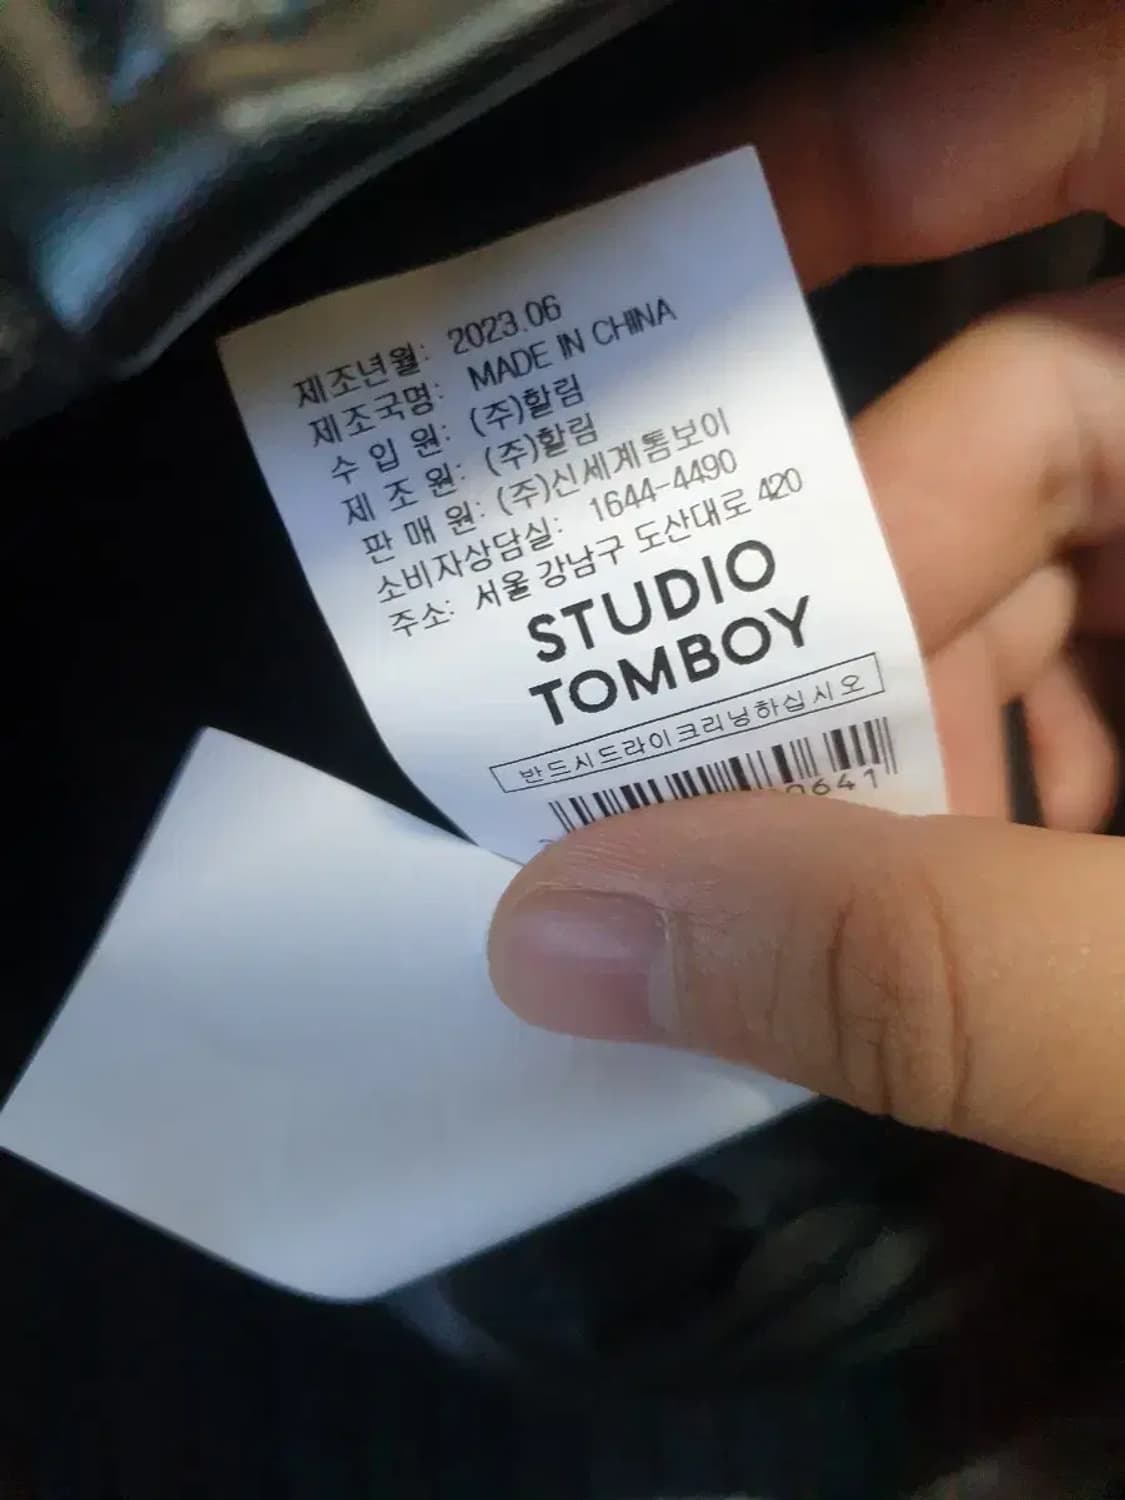 제조년월: 2023.06
제조국명: MADE IN CHINA
수 입 원: (주)할림
제 조 원: (주)할림
판 매 원: (주)신세계톰보이
소비자상담실: 1644-4490
주소: 서울 강남구 도산대로 420
STUDIO
TOMBOY
반드시드라이크리닝하십시오
641